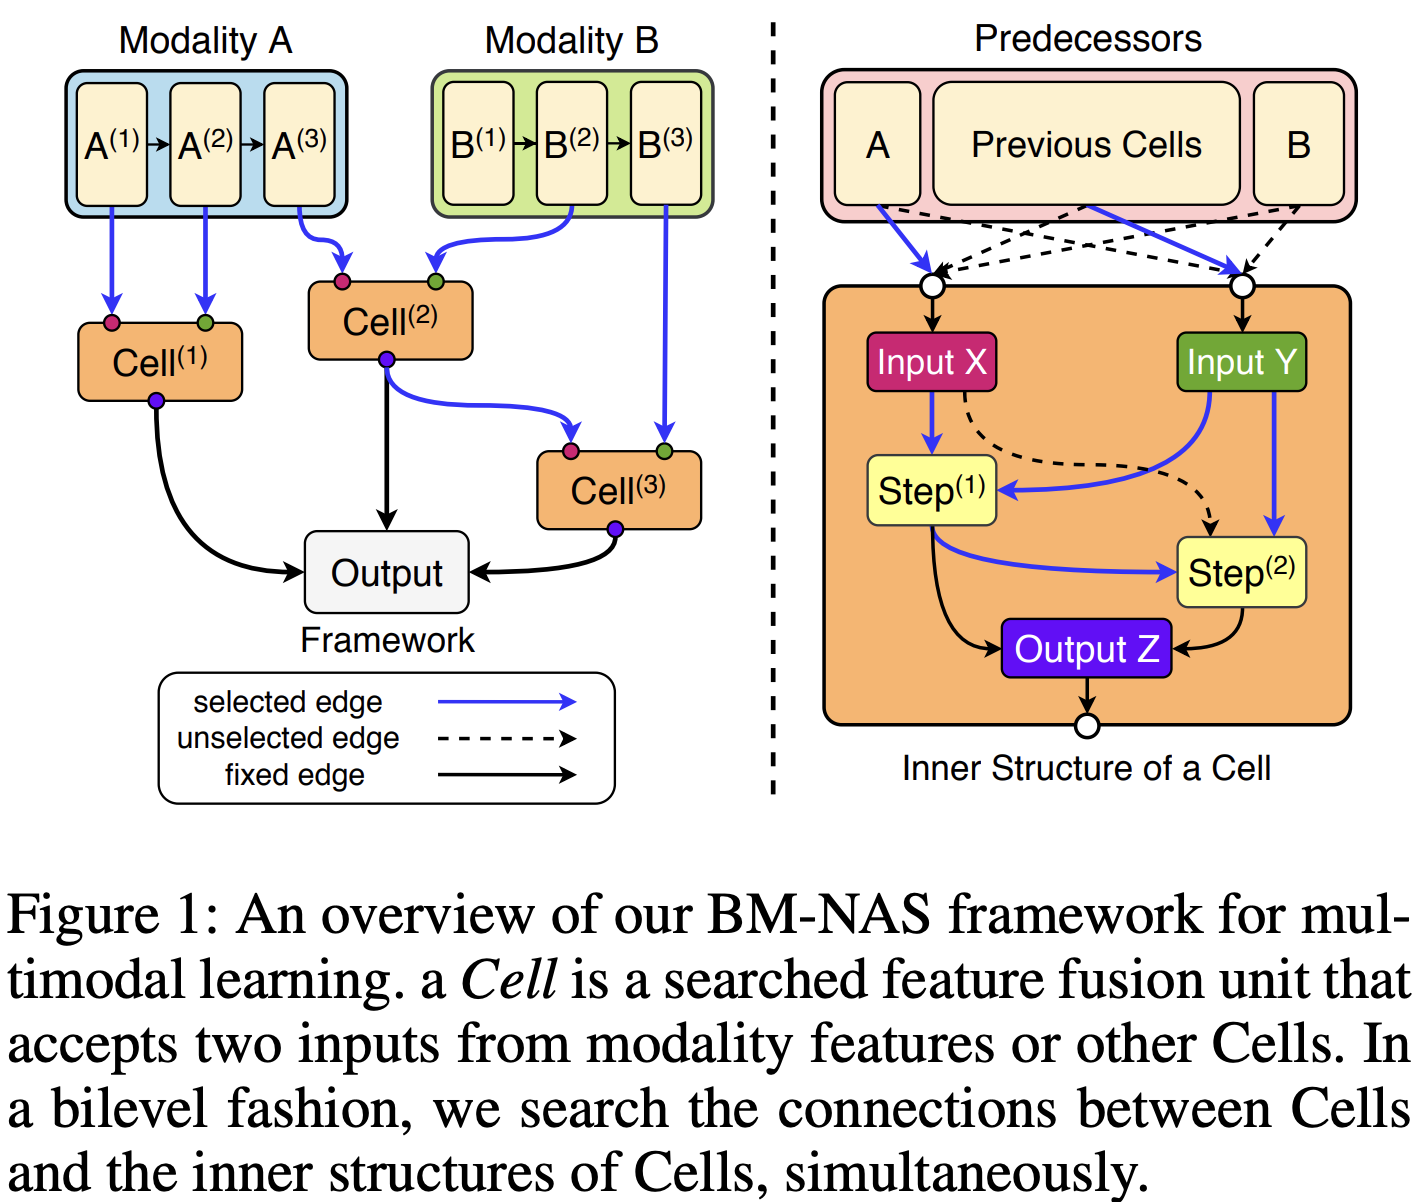 Modality A
Modality B
A(1)
A(2)
A(3)
B(1)
B(2)
B(3)
Cell(1)
Cell(2)
Cell(3)
Output
Framework
selected edge
unselected edge
fixed edge
Predecessors
A
Previous Cells
B
Input X
Input Y
Step(1)
Step(2)
Output Z
Inner Structure of a Cell
Figure 1: An overview of our BM-NAS framework for mul-
timodal learning. a Cell is a searched feature fusion unit that
accepts two inputs from modality features or other Cells. In
a bilevel fashion, we search the connections between Cells
and the inner structures of Cells, simultaneously.